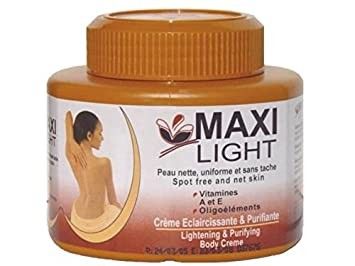 MAXI
LIGHT
Peau nette, uniforme et sans tache
Spot free and net skin
• Vitamines
A et E
• Oligoéléments
Crème Eclaircissante & Purifiante
Lightening & Purifying
Body Creme